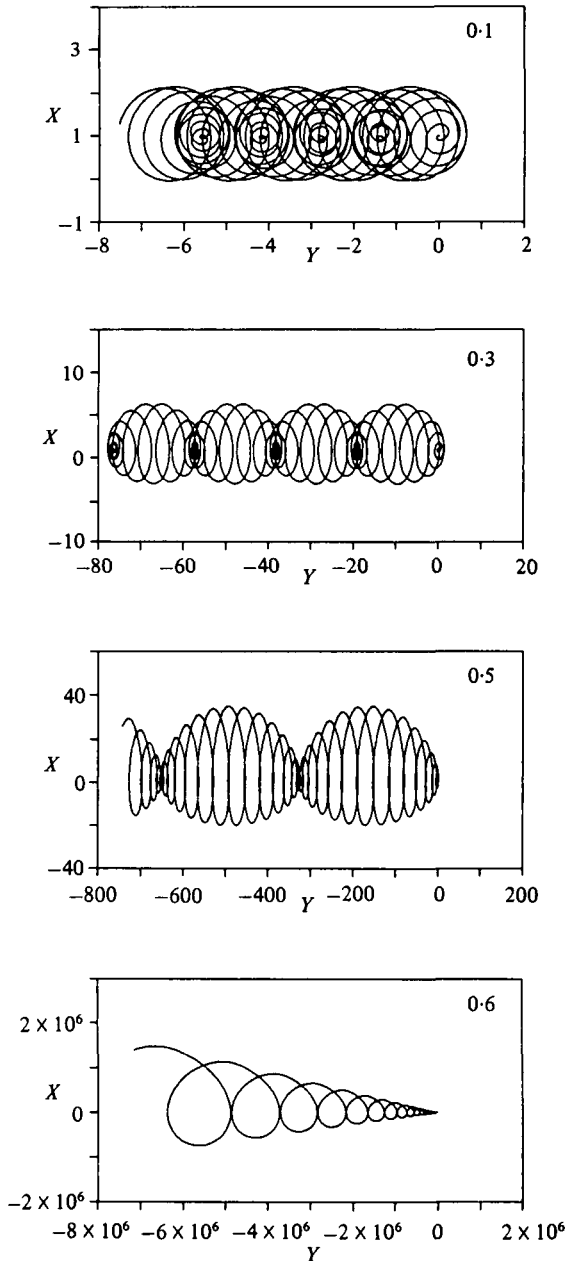 4
0·1
X
1
−1
−8 −6 −4 Y −2 0 2
0·3
10
X
0
−10
−80 −60 −40 Y −20 0 20
0·5
40
X
0
−40
−800 −600 −400 Y −200 0 200
0·6
2 × 10⁶
X
0
−2 × 10⁶
−8 × 10⁶ −6 × 10⁶ −4 × 10⁶ −2 × 10⁶ 0 2 × 10⁶
Y